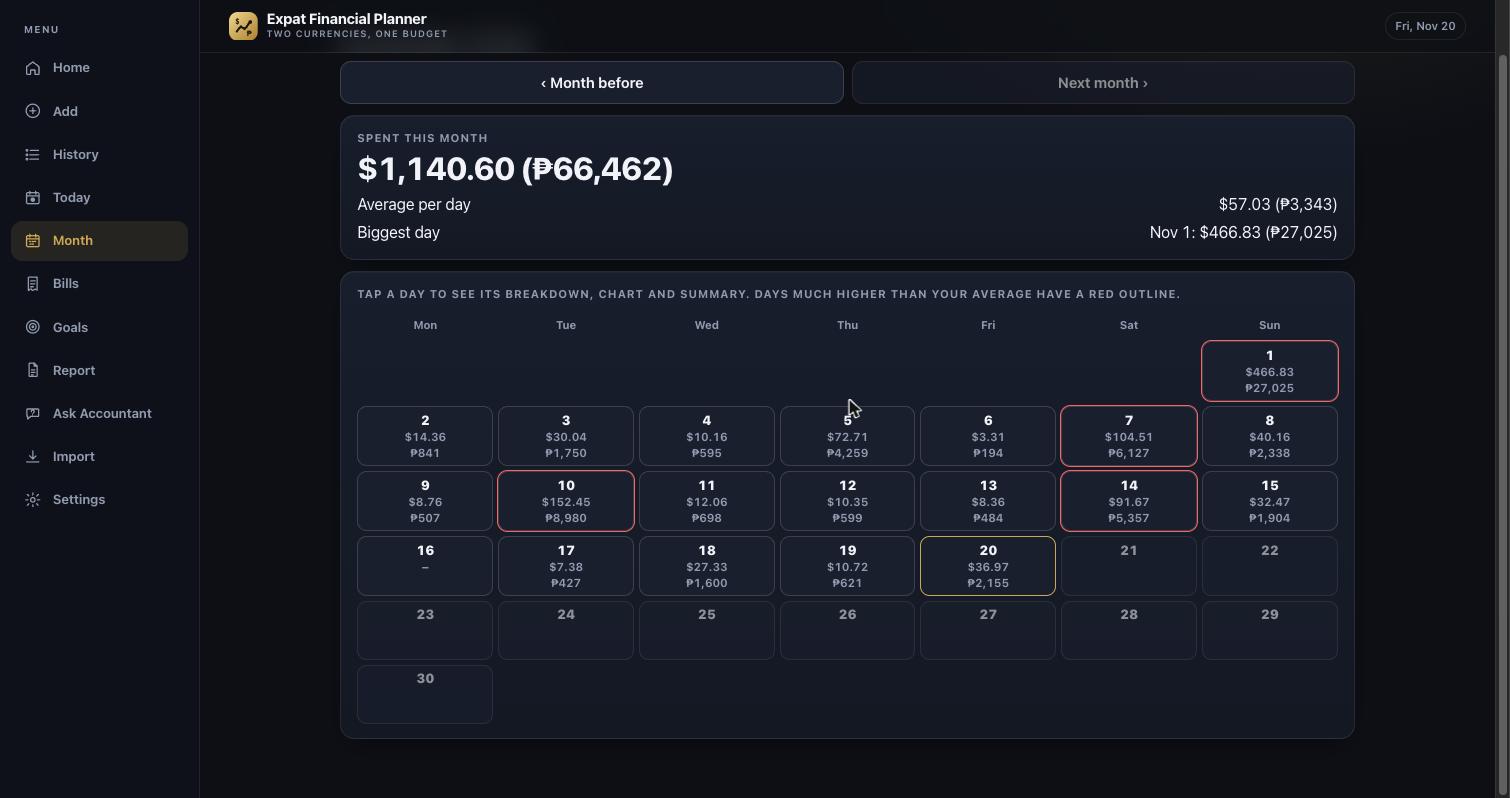 MENU
Home
Add
History
Today
Month
Bills
Goals
Report
Ask Accountant
Import
Settings
Expat Financial Planner
TWO CURRENCIES, ONE BUDGET
Fri, Nov 20
‹ Month before
Next month ›
SPENT THIS MONTH
$1,140.60 (₱66,462)
Average per day $57.03 (₱3,343)
Biggest day Nov 1: $466.83 (₱27,025)
TAP A DAY TO SEE ITS BREAKDOWN, CHART AND SUMMARY. DAYS MUCH HIGHER THAN YOUR AVERAGE HAVE A RED OUTLINE.
Mon Tue Wed Thu Fri Sat Sun
1
$466.83
₱27,025
2 3 4 5 6 7 8
$14.36 $30.04 $10.16 $72.71 $3.31 $104.51 $40.16
₱841 ₱1,750 ₱595 ₱4,259 ₱194 ₱6,127 ₱2,338
9 10 11 12 13 14 15
$8.76 $152.45 $12.06 $10.35 $8.36 $91.67 $32.47
₱507 ₱8,980 ₱698 ₱599 ₱484 ₱5,357 ₱1,904
16 17 18 19 20 21 22
– $7.38 $27.33 $10.72 $36.97
₱427 ₱1,600 ₱621 ₱2,155
23 24 25 26 27 28 29
30